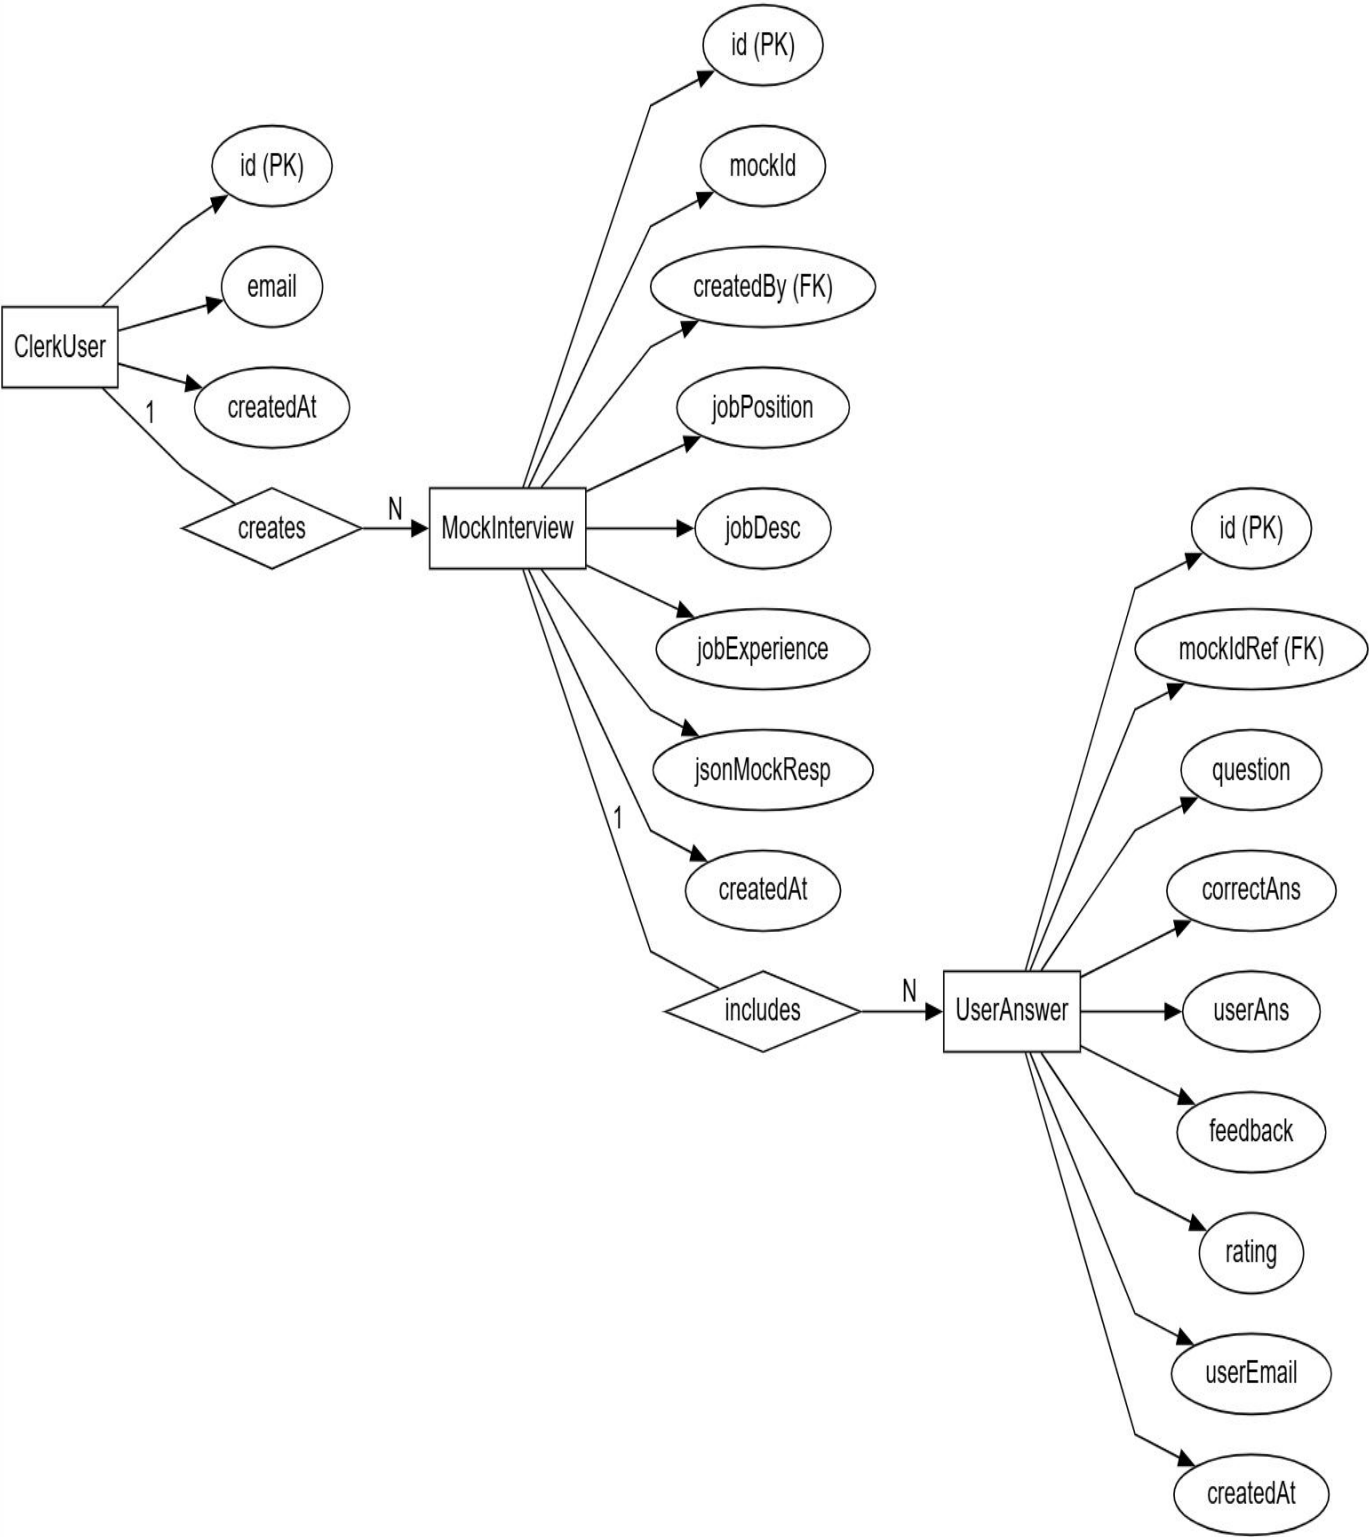 id (PK)
mockId
createdBy (FK)
jobPosition
jobDesc
jobExperience
jsonMockResp
createdAt
id (PK)
email
createdAt
ClerkUser
1
creates
N
MockInterview
1
includes
N
UserAnswer
id (PK)
mockIdRef (FK)
question
correctAns
userAns
feedback
rating
userEmail
createdAt